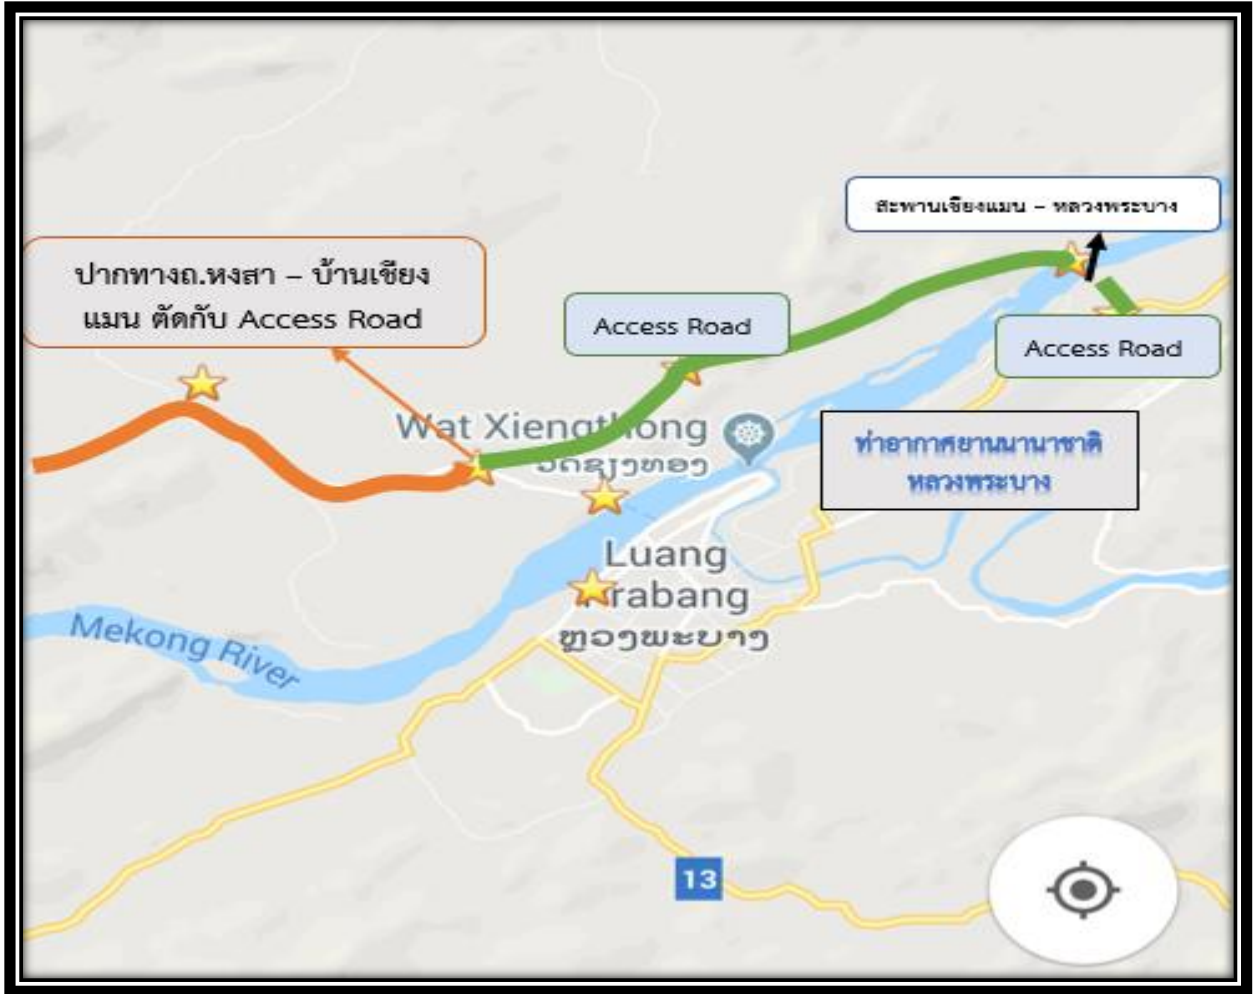 สะพานเชียงแมน – หลวงพระบาง
ปากทางถ.หงสา – บ้านเชียง
แมน ตัดกับ Access Road
Access Road
Access Road
Wat Xiengthong
ວັດຊຽງທອງ
ท่าอากาศยานนานาชาติ
หลวงพระบาง
Luang
Prabang
ຫຼວງພະບາງ
Mekong River
13